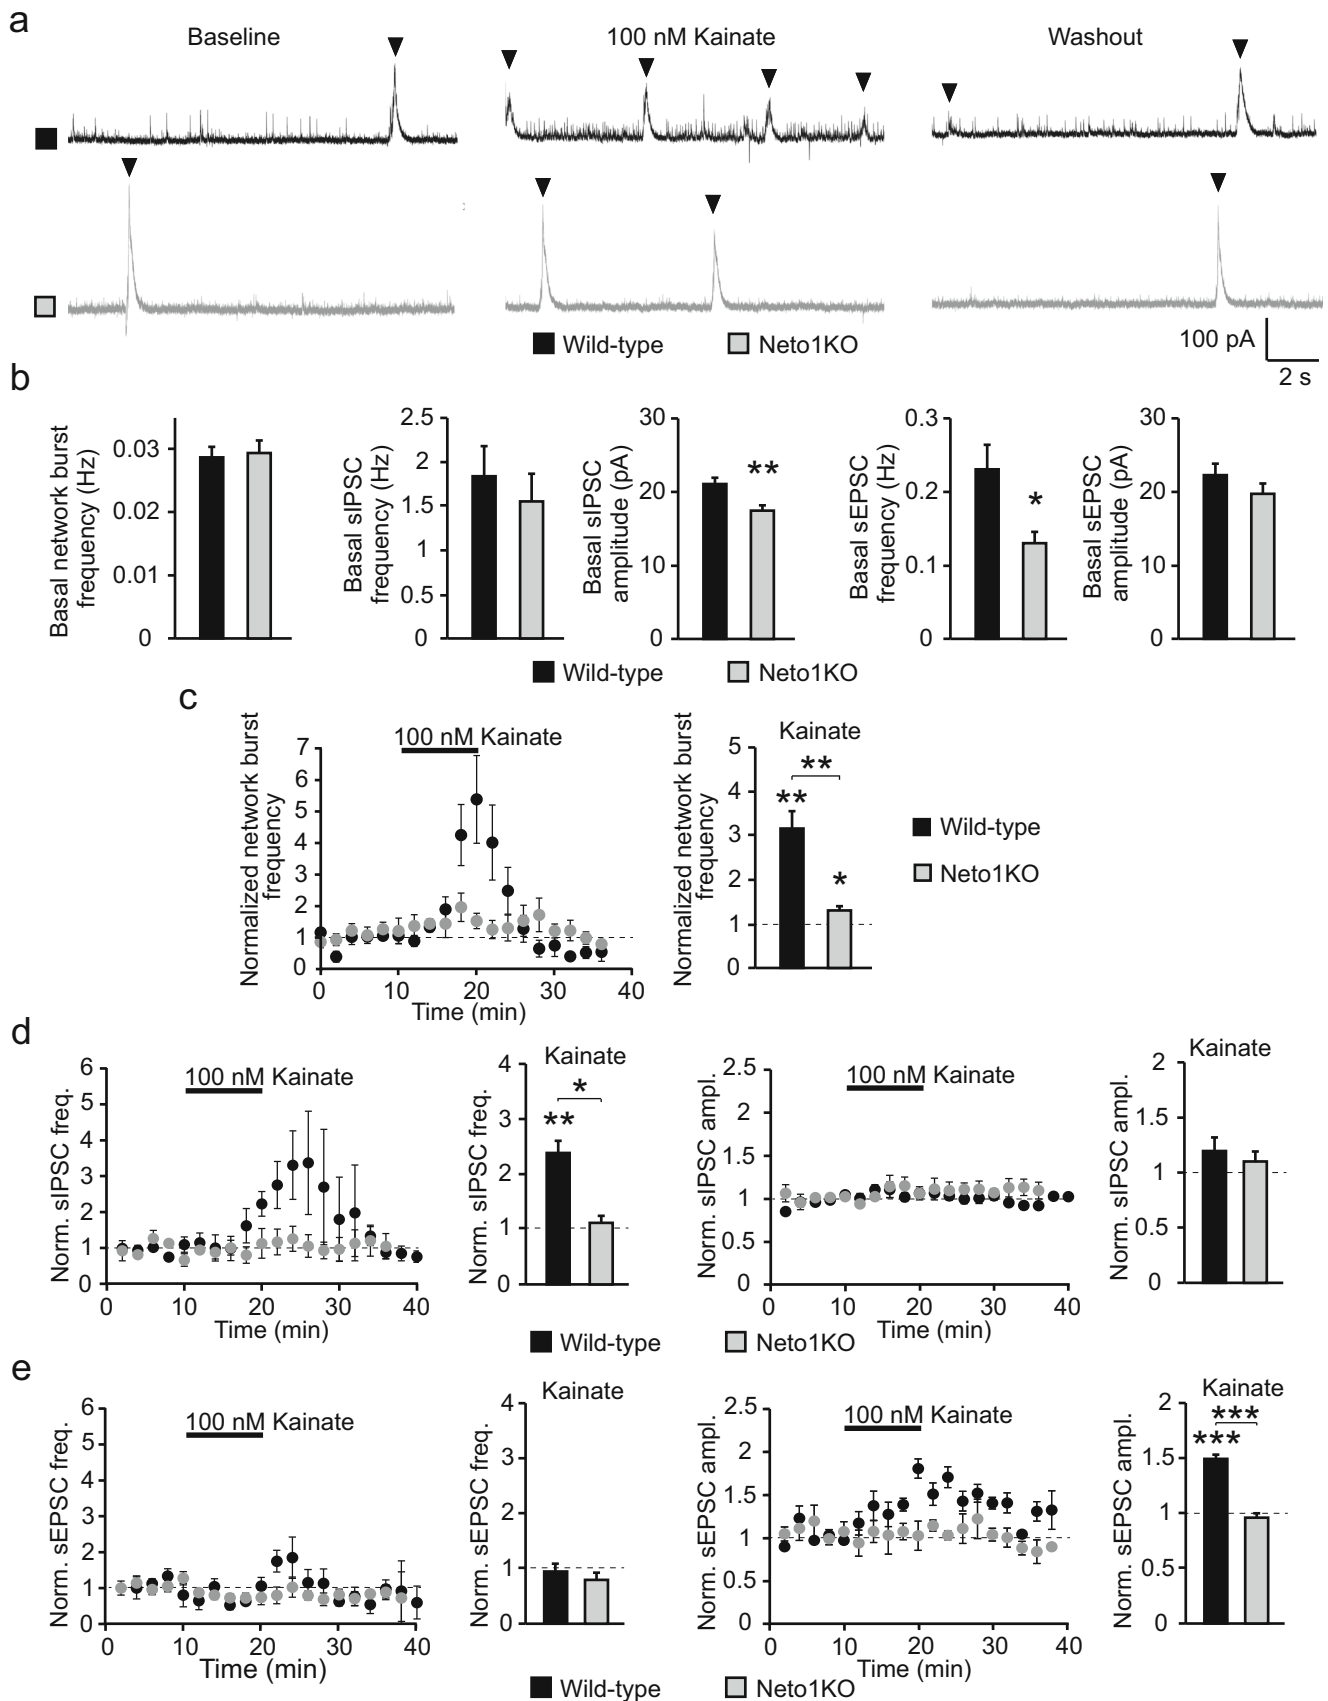 a
Baseline
100 nM Kainate
Washout
Wild-type
Neto1KO
100 pA
2 s
b
Basal network burst
frequency (Hz)
0.03
0.02
0.01
0
Basal sIPSC
frequency (Hz)
2.5
2
1.5
1
0.5
0
Basal sIPSC
amplitude (pA)
30
20
10
0
**
Basal sEPSC
frequency (Hz)
0.3
0.2
0.1
0
*
Basal sEPSC
amplitude (pA)
30
20
10
0
Wild-type
Neto1KO
c
Normalized network burst
frequency
7
6
5
4
3
2
1
0
100 nM Kainate
0 10 20 30 40
Time (min)
Normalized network burst
frequency
5
4
3
2
1
0
Kainate
**
**
*
Wild-type
Neto1KO
d
Norm. sIPSC freq.
6
5
4
3
2
1
0
100 nM Kainate
0 10 20 30 40
Time (min)
Norm. sIPSC freq.
4
3
2
1
0
Kainate
*
**
Norm. sIPSC ampl.
2.5
2
1.5
1
0.5
0
100 nM Kainate
0 10 20 30 40
Time (min)
Norm. sIPSC ampl.
2
1.5
1
0.5
0
Kainate
Wild-type
Neto1KO
e
Norm. sEPSC freq.
6
5
4
3
2
1
0
100 nM Kainate
0 10 20 30 40
Time (min)
Norm. sEPSC freq.
4
3
2
1
0
Kainate
Norm. sEPSC ampl.
2.5
2
1.5
1
0.5
0
100 nM Kainate
0 10 20 30 40
Time (min)
Norm. sEPSC ampl.
2
1.5
1
0.5
0
Kainate
***
***
Wild-type
Neto1KO